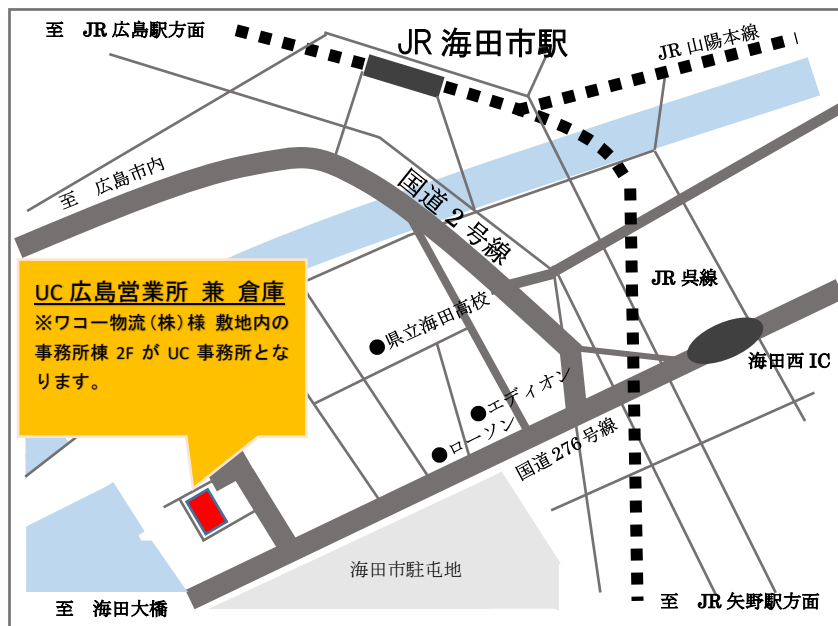 至 JR 広島駅方面
JR 海田市駅
JR 山陽本線
至 広島市内
国道 2 号線
UC 広島営業所 兼 倉庫
※ワコー物流(株)様 敷地内の
事務所棟 2F が UC 事務所とな
ります。
JR 呉線
県立海田高校
海田西 IC
エディオン
ローソン
国道 276 号線
海田市駐屯地
至 海田大橋
至 JR 矢野駅方面